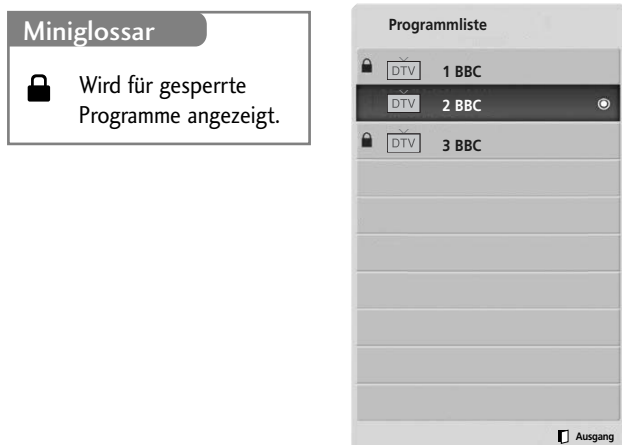 Miniglossar
Wird für gesperrte
Programme angezeigt.
Programmliste
DTV 1 BBC
DTV 2 BBC
DTV 3 BBC
Ausgang